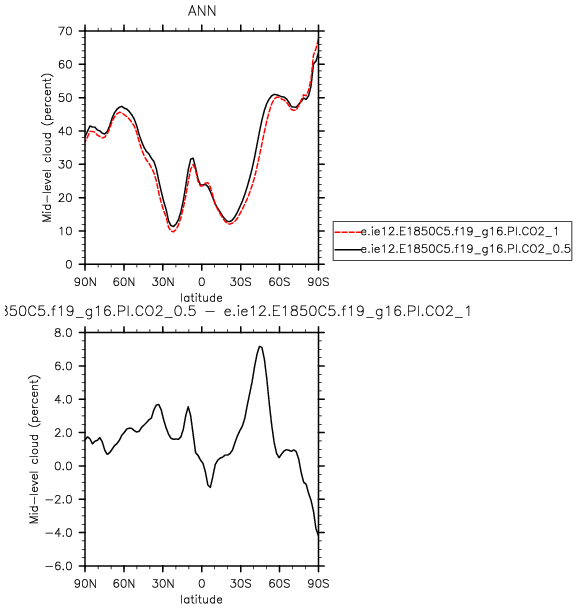 ANN
70
60
50
40
30
20
10
0
Mid-level cloud (percent)
90N 60N 30N 0 30S 60S 90S
latitude
e.ie12.E1850C5.f19_g16.PI.CO2_1
e.ie12.E1850C5.f19_g16.PI.CO2_0.5
350C5.f19_g16.PI.CO2_0.5 - e.ie12.E1850C5.f19_g16.PI.CO2_1
8.0
6.0
4.0
2.0
0.0
-2.0
-4.0
-6.0
Mid-level cloud (percent)
90N 60N 30N 0 30S 60S 90S
latitude